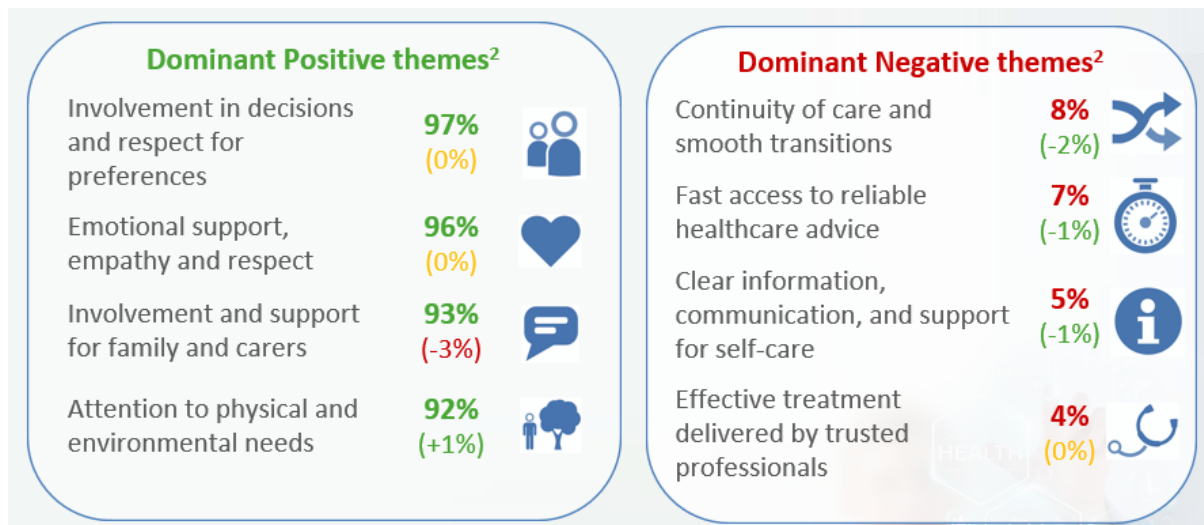 Dominant Positive themes²
Involvement in decisions
and respect for
preferences
97%
(0%)
Emotional support,
empathy and respect
96%
(0%)
Involvement and support
for family and carers
93%
(-3%)
Attention to physical and
environmental needs
92%
(+1%)
Dominant Negative themes²
Continuity of care and
smooth transitions
8%
(-2%)
Fast access to reliable
healthcare advice
7%
(-1%)
Clear information,
communication, and support
for self-care
5%
(-1%)
Effective treatment
delivered by trusted
professionals
4%
(0%)
HEALTH